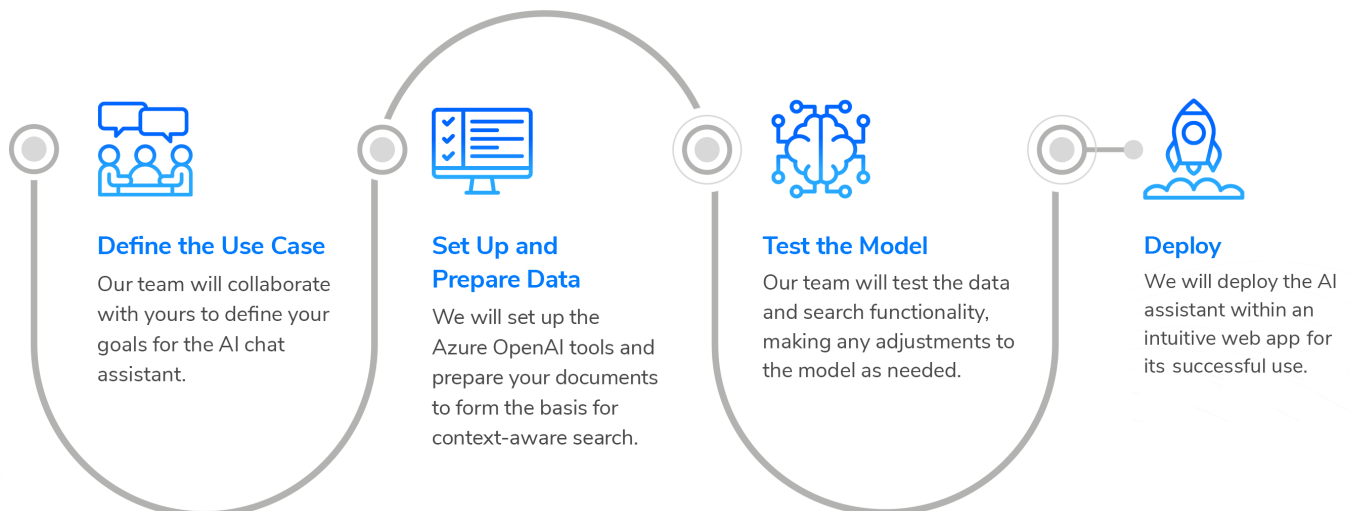 Define the Use Case
Our team will collaborate
with yours to define your
goals for the AI chat
assistant.
Set Up and
Prepare Data
We will set up the
Azure OpenAI tools and
prepare your documents
to form the basis for
context-aware search.
Test the Model
Our team will test the data
and search functionality,
making any adjustments to
the model as needed.
Deploy
We will deploy the AI
assistant within an
intuitive web app for
its successful use.